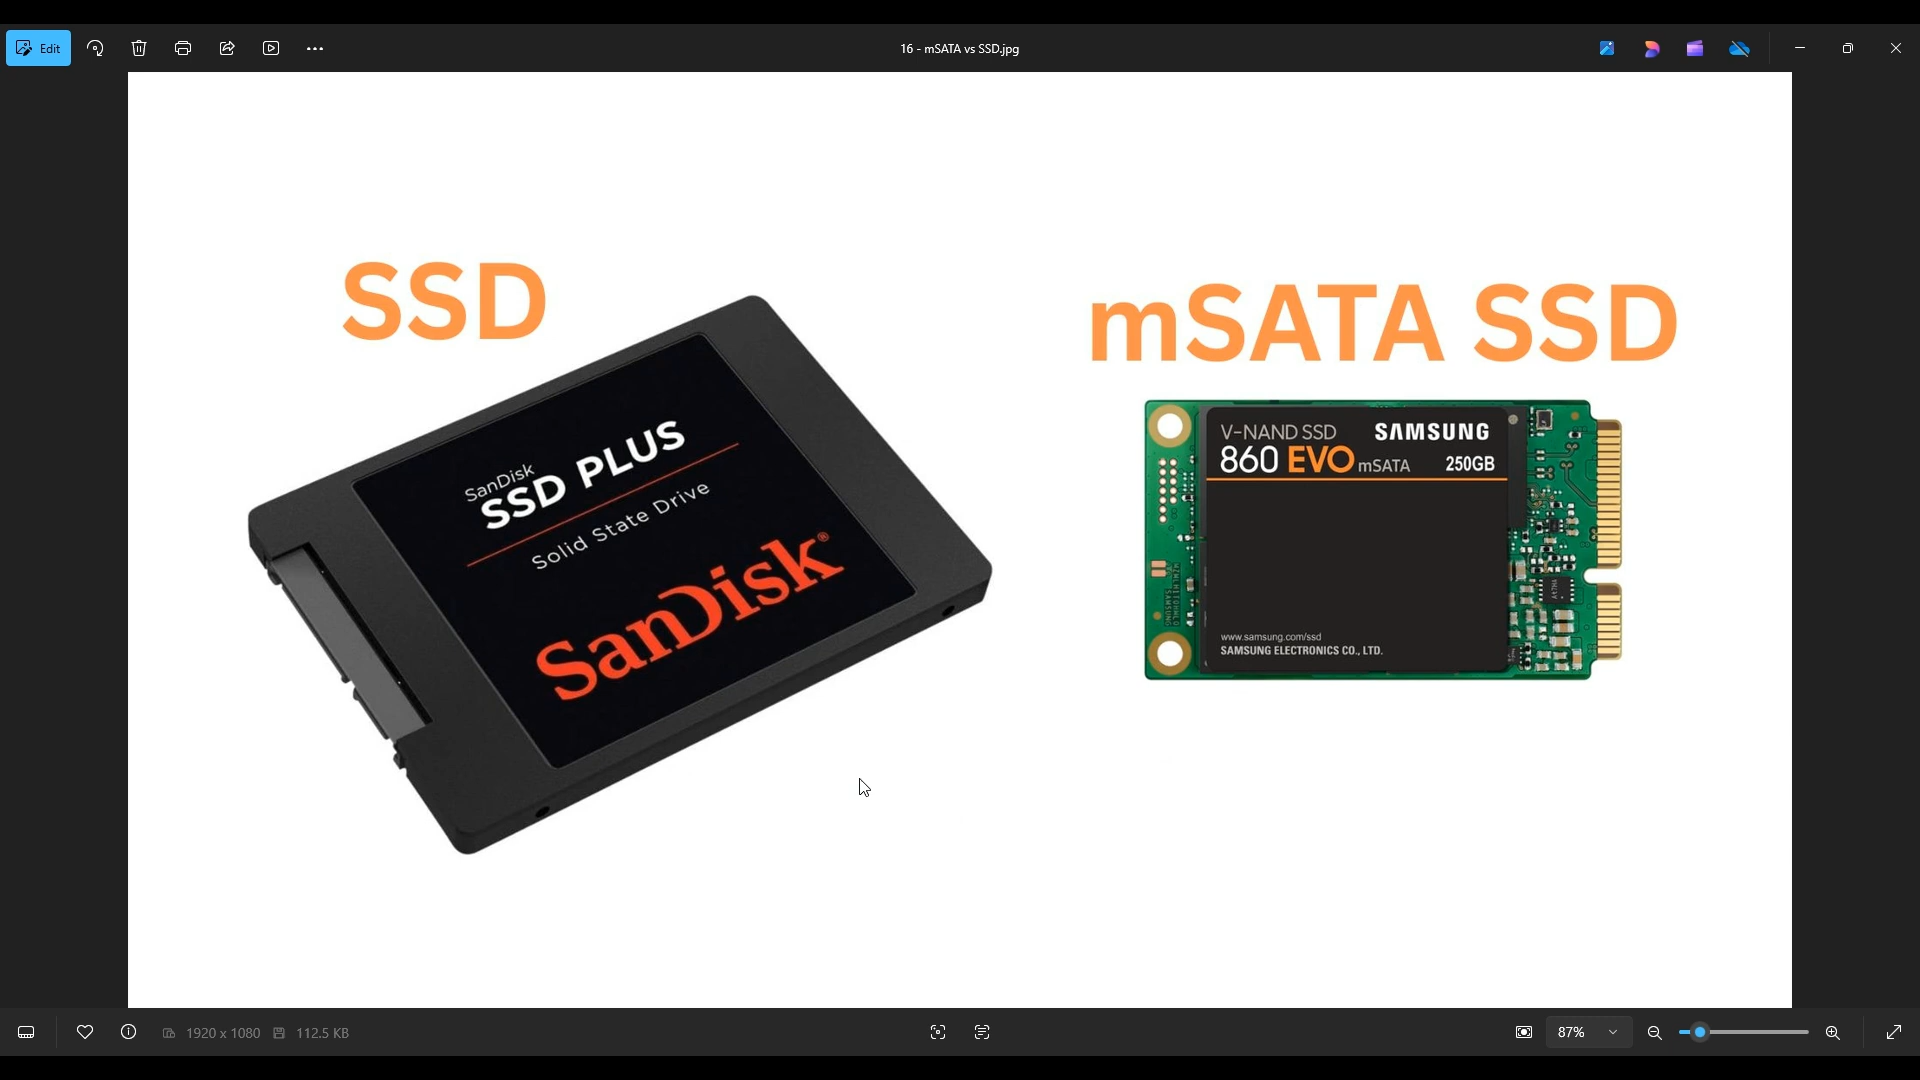 Edit
16 - mSATA vs SSD.jpg
SSD
mSATA SSD
SanDisk
SSD PLUS
Solid State Drive
SanDisk®
V-NAND SSD SAMSUNG
860 EVO mSATA 250GB
www.samsung.com/ssd
SAMSUNG ELECTRONICS CO., LTD.
1920 x 1080 112.5 KB
87%